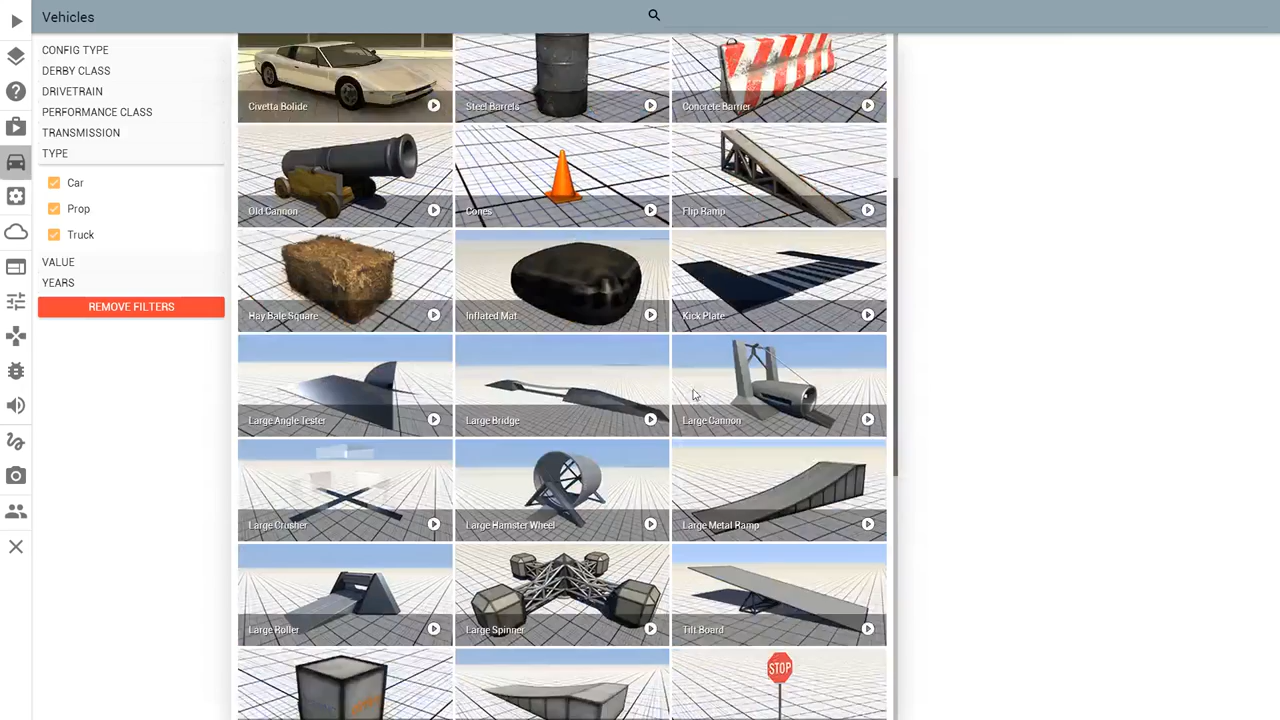 Vehicles
CONFIG TYPE
DERBY CLASS
DRIVETRAIN
PERFORMANCE CLASS
TRANSMISSION
TYPE
Car
Prop
Truck
VALUE
YEARS
REMOVE FILTERS
Civetta Bolide
Steel Barrels
Concrete Barrier
Old Cannon
Cones
Flip Ramp
Hay Bale Square
Inflated Mat
Kick Plate
Large Angle Tester
Large Bridge
Large Cannon
Large Crusher
Large Hamster Wheel
Large Metal Ramp
Large Roller
Large Spinner
Tilt Board
STOP